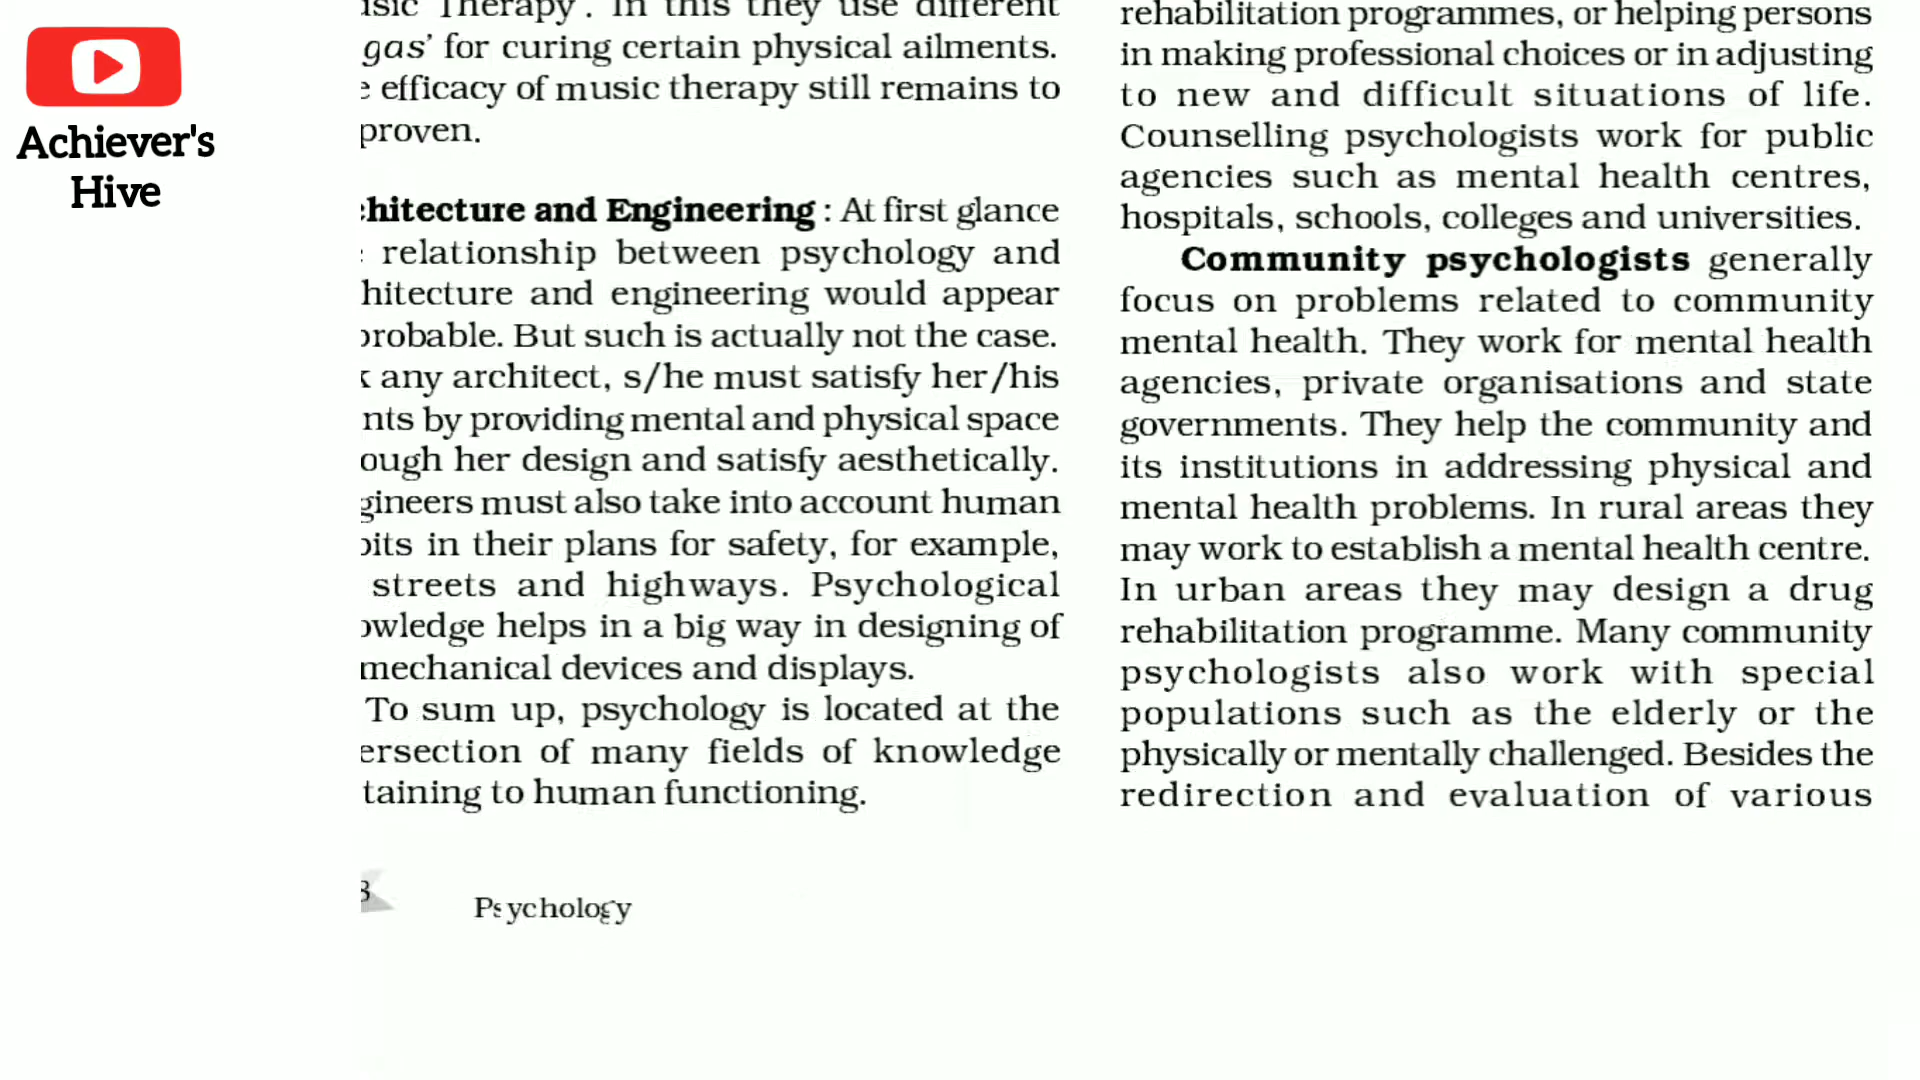 Achiever's
Hive
Therapy'. In this they use different
gas' for curing certain physical ailments.
efficacy of music therapy still remains to
proven.
hitecture and Engineering : At first glance
relationship between psychology and
hitecture and engineering would appear
probable. But such is actually not the case.
any architect, s/he must satisfy her/his
nts by providing mental and physical space
ough her design and satisfy aesthetically.
gineers must also take into account human
bits in their plans for safety, for example,
streets and highways. Psychological
owledge helps in a big way in designing of
mechanical devices and displays.
To sum up, psychology is located at the
ersection of many fields of knowledge
taining to human functioning.
Psychology
rehabilitation programmes, or helping persons
in making professional choices or in adjusting
to new and difficult situations of life.
Counselling psychologists work for public
agencies such as mental health centres,
hospitals, schools, colleges and universities.
Community psychologists generally
focus on problems related to community
mental health. They work for mental health
agencies, private organisations and state
governments. They help the community and
its institutions in addressing physical and
mental health problems. In rural areas they
may work to establish a mental health centre.
In urban areas they may design a drug
rehabilitation programme. Many community
psychologists also work with special
populations such as the elderly or the
physically or mentally challenged. Besides the
redirection and evaluation of various